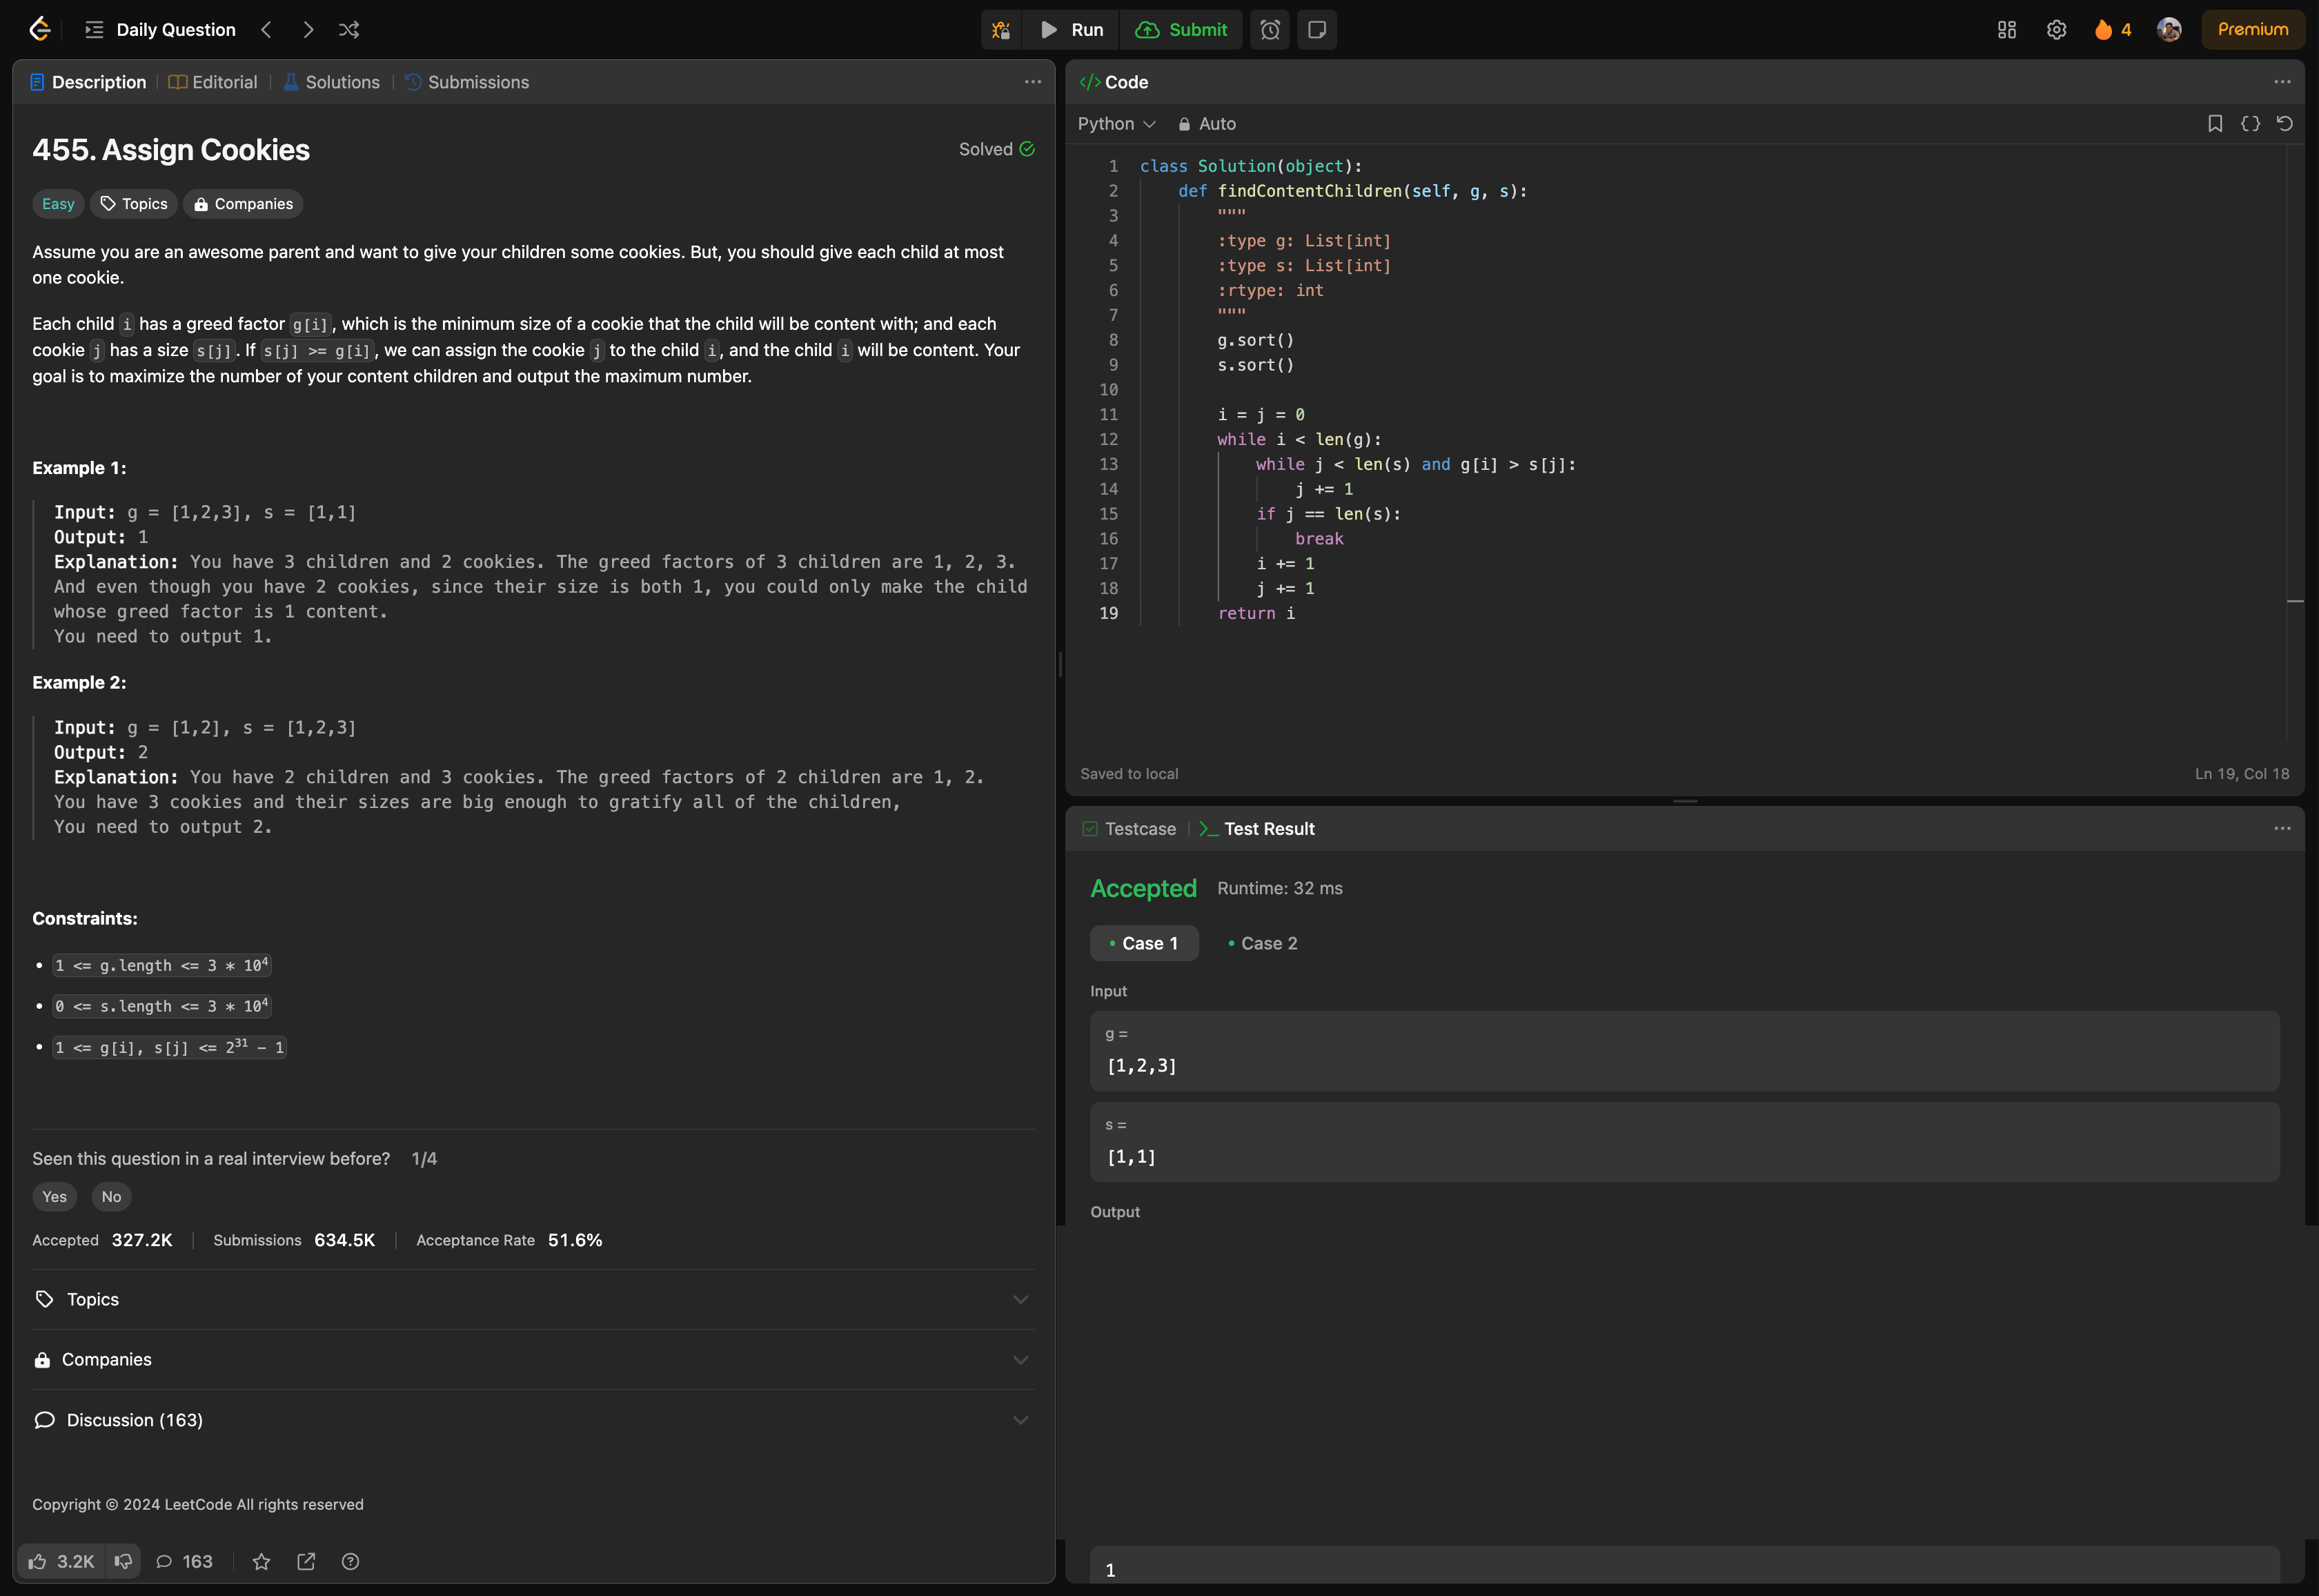 Daily Question
Run
Submit
4
Premium
Description
Editorial
Solutions
Submissions
455. Assign Cookies
Solved
Easy
Topics
Companies
Assume you are an awesome parent and want to give your children some cookies. But, you should give each child at most
one cookie.
Each child i has a greed factor g[i], which is the minimum size of a cookie that the child will be content with; and each
cookie j has a size s[j]. If s[j] >= g[i], we can assign the cookie j to the child i, and the child i will be content. Your
goal is to maximize the number of your content children and output the maximum number.
Example 1:
Input: g = [1,2,3], s = [1,1]
Output: 1
Explanation: You have 3 children and 2 cookies. The greed factors of 3 children are 1, 2, 3.
And even though you have 2 cookies, since their size is both 1, you could only make the child
whose greed factor is 1 content.
You need to output 1.
Example 2:
Input: g = [1,2], s = [1,2,3]
Output: 2
Explanation: You have 2 children and 3 cookies. The greed factors of 2 children are 1, 2.
You have 3 cookies and their sizes are big enough to gratify all of the children,
You need to output 2.
Constraints:
• 1 <= g.length <= 3 * 10⁴
• 0 <= s.length <= 3 * 10⁴
• 1 <= g[i], s[j] <= 2³¹ - 1
Seen this question in a real interview before? 1/4
Yes No
Accepted 327.2K Submissions 634.5K Acceptance Rate 51.6%
Topics
Companies
Discussion (163)
Copyright © 2024 LeetCode All rights reserved
3.2K
163
</> Code
Python
Auto
1 class Solution(object):
2     def findContentChildren(self, g, s):
3         """
4         :type g: List[int]
5         :type s: List[int]
6         :rtype: int
7         """
8         g.sort()
9         s.sort()
10
11         i = j = 0
12         while i < len(g):
13             while j < len(s) and g[i] > s[j]:
14                 j += 1
15             if j == len(s):
16                 break
17             i += 1
18             j += 1
19         return i
Saved to local
Ln 19, Col 18
Testcase
Test Result
Accepted Runtime: 32 ms
• Case 1 • Case 2
Input
g =
[1,2,3]
s =
[1,1]
Output
1